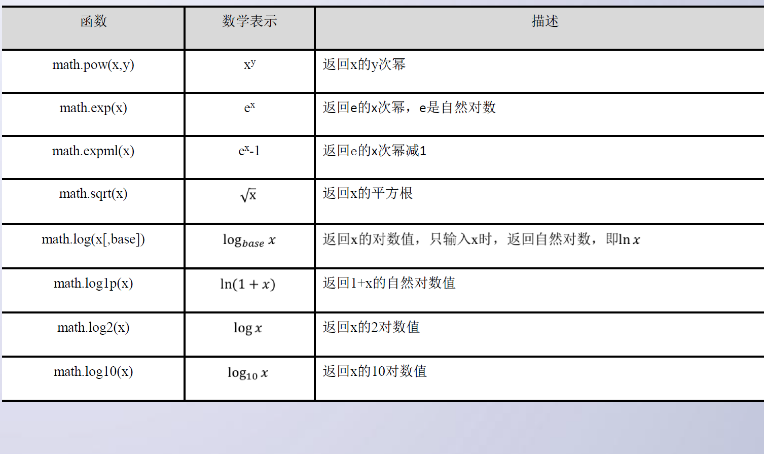 函数 数学表示 描述
math.pow(x,y) xʸ 返回x的y次幂
math.exp(x) eˣ 返回e的x次幂，e是自然对数
math.expml(x) eˣ-1 返回e的x次幂减1
math.sqrt(x) √x 返回x的平方根
math.log(x[,base]) log_base x 返回x的对数值，只输入x时，返回自然对数，即ln x
math.log1p(x) ln(1 + x) 返回1+x的自然对数值
math.log2(x) log x 返回x的2对数值
math.log10(x) log₁₀ x 返回x的10对数值